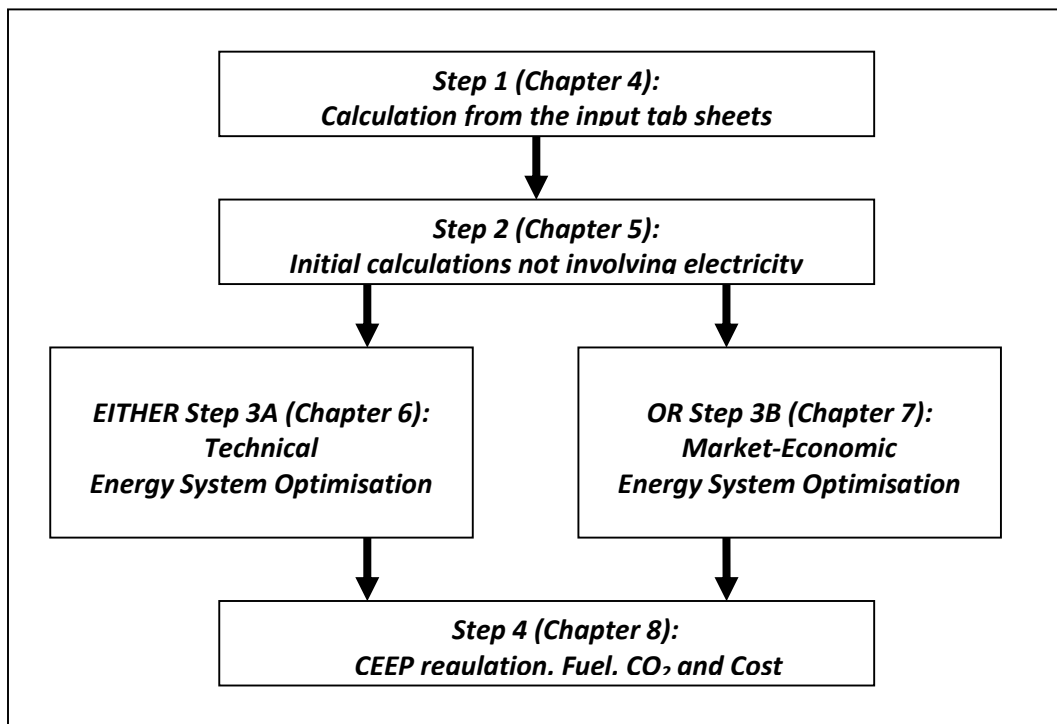 Step 1 (Chapter 4):
Calculation from the input tab sheets
Step 2 (Chapter 5):
Initial calculations not involving electricity
EITHER Step 3A (Chapter 6):
Technical
Energy System Optimisation
OR Step 3B (Chapter 7):
Market-Economic
Energy System Optimisation
Step 4 (Chapter 8):
CEEP regulation, Fuel, CO₂ and Cost